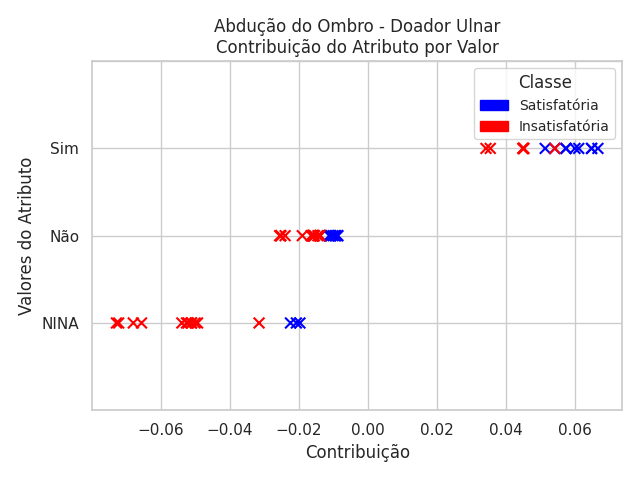 Abdução do Ombro - Doador Ulnar
Contribuição do Atributo por Valor
Classe
Satisfatória
Insatisfatória
Valores do Atributo
Sim
Não
NINA
−0.06 −0.04 −0.02 0.00 0.02 0.04 0.06
Contribuição